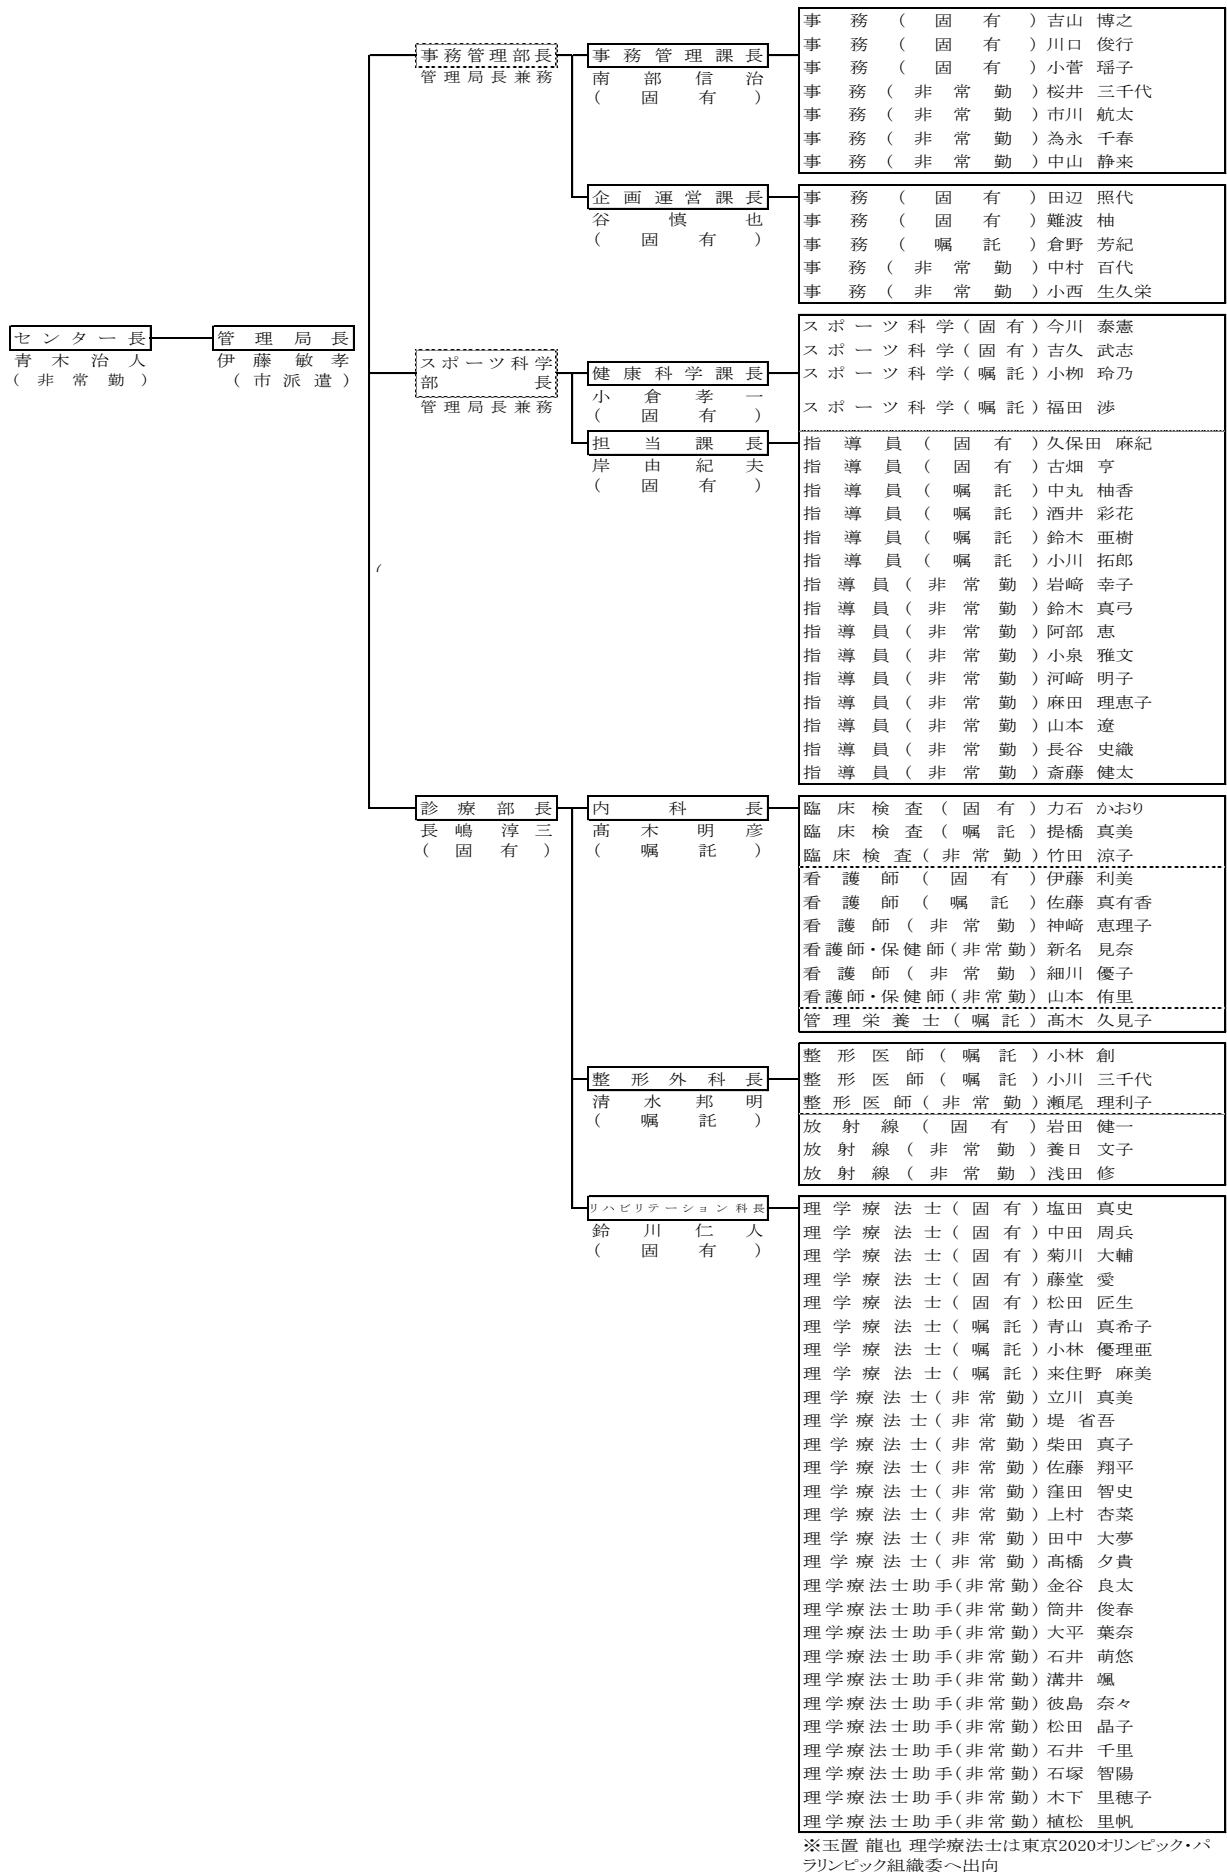 センター長
青木治人
(非常勤)
管理局長
伊藤敏孝
(市派遣)
事務管理部長
管理局長兼務
事務管理課長
南部信治
(固有)
事務(固有)吉山 博之
事務(固有)川口 俊行
事務(固有)小菅 瑶子
事務(非常勤)桜井 三千代
事務(非常勤)市川 航太
事務(非常勤)為永 千春
事務(非常勤)中山 静来
企画運営課長
谷慎也
(固有)
事務(固有)田辺 照代
事務(固有)難波 柚
事務(嘱託)倉野 芳紀
事務(非常勤)中村 百代
事務(非常勤)小西 生久栄
スポーツ科学
部長
管理局長兼務
健康科学課長
小倉孝一
(固有)
スポーツ科学(固有)今川 泰憲
スポーツ科学(固有)吉久 武志
スポーツ科学(嘱託)小栁 玲乃
スポーツ科学(嘱託)福田 渉
担当課長
岸由紀夫
(固有)
指導員(固有)久保田 麻紀
指導員(固有)古畑 亨
指導員(嘱託)中丸 柚香
指導員(嘱託)酒井 彩花
指導員(嘱託)鈴木 亜樹
指導員(嘱託)小川 拓郎
指導員(非常勤)岩﨑 幸子
指導員(非常勤)鈴木 真弓
指導員(非常勤)阿部 恵
指導員(非常勤)小泉 雅文
指導員(非常勤)河﨑 明子
指導員(非常勤)麻田 理恵子
指導員(非常勤)山本 遼
指導員(非常勤)長谷 史織
指導員(非常勤)斎藤 健太
(
診療部長
長嶋淳三
(固有)
内科長
髙木明彦
(嘱託)
臨床検査(固有)力石 かおり
臨床検査(嘱託)提橋 真美
臨床検査(非常勤)竹田 涼子
看護師(固有)伊藤 利美
看護師(嘱託)佐藤 真有香
看護師(非常勤)神﨑 恵理子
看護師・保健師(非常勤)新名 見奈
看護師(非常勤)細川 優子
看護師・保健師(非常勤)山本 侑里
管理栄養士(嘱託)髙木 久見子
整形外科長
清水邦明
(嘱託)
整形医師(嘱託)小林 創
整形医師(嘱託)小川 三千代
整形医師(非常勤)瀬尾 理利子
放射線(固有)岩田 健一
放射線(非常勤)養日 文子
放射線(非常勤)浅田 修
リハビリテーション科長
鈴川仁人
(固有)
理学療法士(固有)塩田 真史
理学療法士(固有)中田 周兵
理学療法士(固有)菊川 大輔
理学療法士(固有)藤堂 愛
理学療法士(固有)松田 匠生
理学療法士(嘱託)青山 真希子
理学療法士(嘱託)小林 優理亜
理学療法士(嘱託)来住野 麻美
理学療法士(非常勤)立川 真美
理学療法士(非常勤)堤 省吾
理学療法士(非常勤)柴田 真子
理学療法士(非常勤)佐藤 翔平
理学療法士(非常勤)窪田 智史
理学療法士(非常勤)上村 杏菜
理学療法士(非常勤)田中 大夢
理学療法士(非常勤)髙橋 夕貴
理学療法士助手(非常勤)金谷 良太
理学療法士助手(非常勤)筒井 俊春
理学療法士助手(非常勤)大平 葉奈
理学療法士助手(非常勤)石井 萌悠
理学療法士助手(非常勤)溝井 颯
理学療法士助手(非常勤)彼島 奈々
理学療法士助手(非常勤)松田 晶子
理学療法士助手(非常勤)石井 千里
理学療法士助手(非常勤)石塚 智陽
理学療法士助手(非常勤)木下 里穂子
理学療法士助手(非常勤)植松 里帆
※玉置 龍也 理学療法士は東京2020オリンピック・パ
ラリンピック組織委へ出向